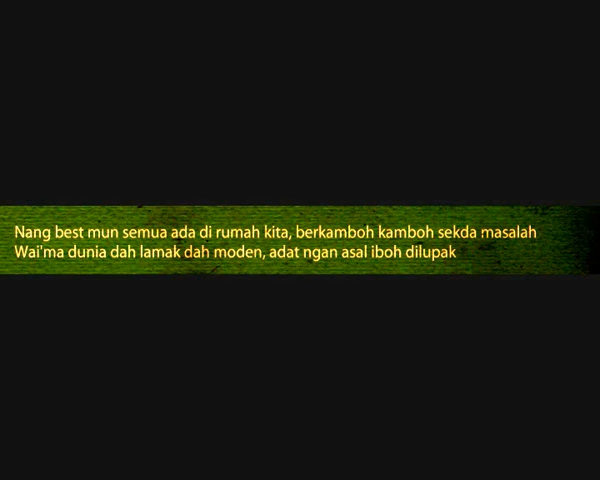 Nang best mun semua ada di rumah kita, berkamboh kamboh sekda masalah
Wai'ma dunia dah lamak dah moden, adat ngan asal iboh dilupak